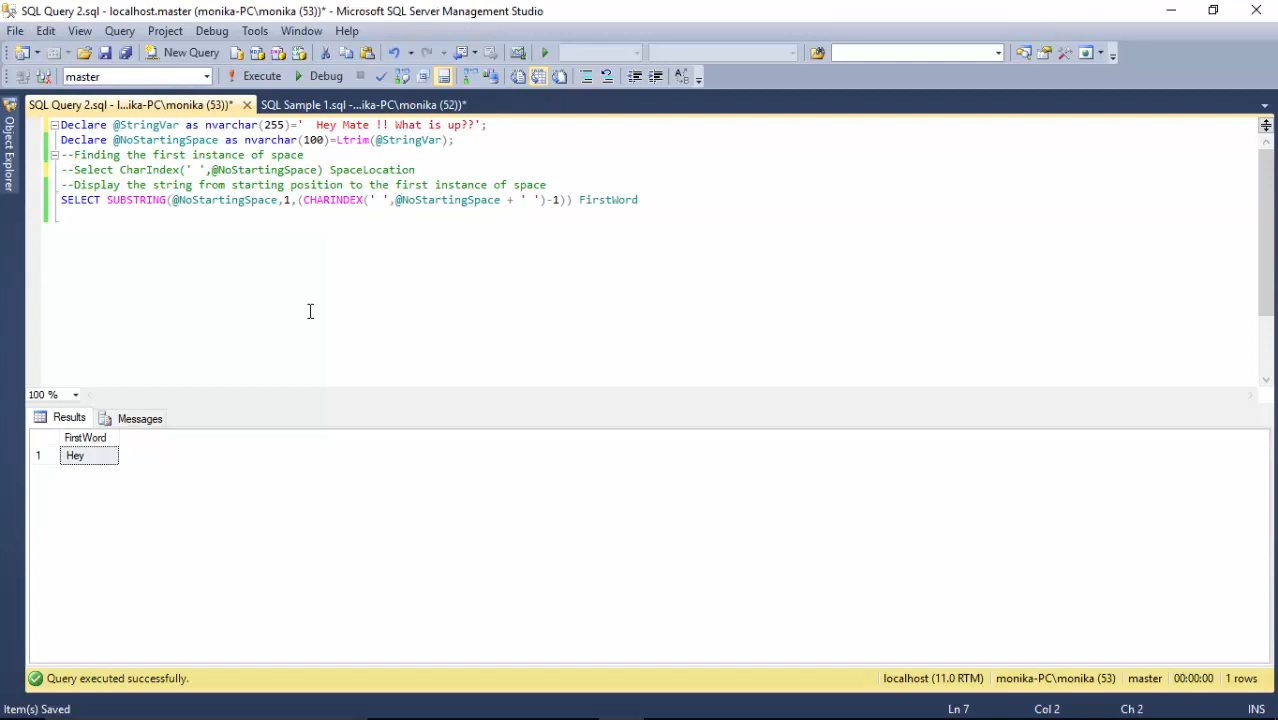 SQL Query 2.sql - localhost.master (monika-PC\monika (53))* - Microsoft SQL Server Management Studio
File Edit View Query Project Debug Tools Window Help
New Query
master Execute Debug
SQL Query 2.sql - l...ika-PC\monika (53))* SQL Sample 1.sql -...ika-PC\monika (52))*
Object Explorer
Declare @StringVar as nvarchar(255)='  Hey Mate !! What is up??';
Declare @NoStartingSpace as nvarchar(100)=Ltrim(@StringVar);
--Finding the first instance of space
--Select CharIndex(' ',@NoStartingSpace) SpaceLocation
--Display the string from starting position to the first instance of space
SELECT SUBSTRING(@NoStartingSpace,1,(CHARINDEX(' ',@NoStartingSpace + ' ')-1)) FirstWord
100 %
Results Messages
FirstWord
1 Hey
Query executed successfully. localhost (11.0 RTM) monika-PC\monika (53) master 00:00:00 1 rows
Item(s) Saved Ln 7 Col 2 Ch 2 INS